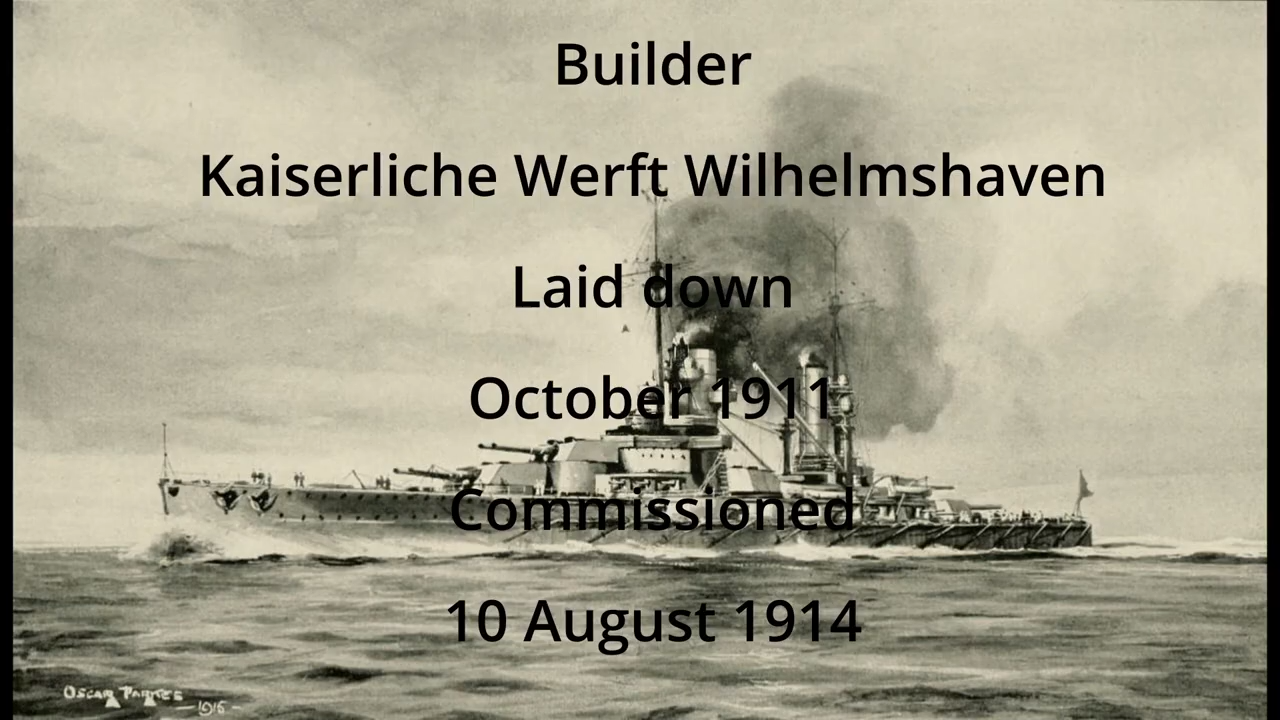 Builder
Kaiserliche Werft Wilhelmshaven
Laid down
October 1911
Commissioned
10 August 1914
OSCAR PARKES
1916